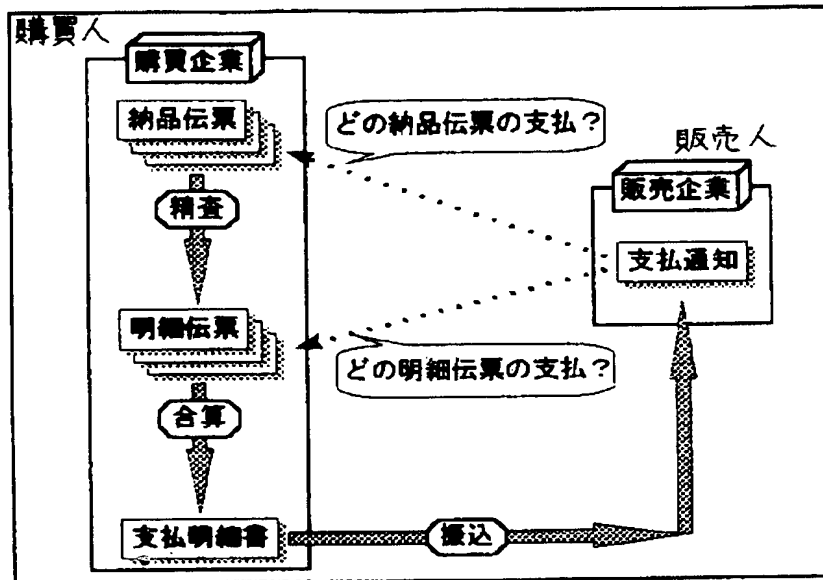 購買人
購買企業
納品伝票
どの納品伝票の支払？
販売人
販売企業
精査
支払通知
明細伝票
どの明細伝票の支払？
合算
支払明細書
振込